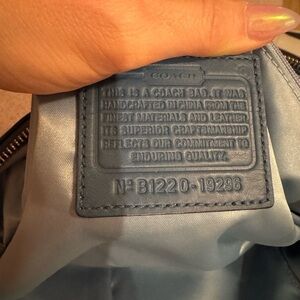 COACH
THIS IS A COACH BAG. IT WAS
HANDCRAFTED IN CHINA FROM THE
FINEST MATERIALS AND LEATHER
ITS SUPERIOR CRAFTSMANSHIP
REFLECTS OUR COMMITMENT TO
ENDURING QUALITY.
Nº B1220-19296